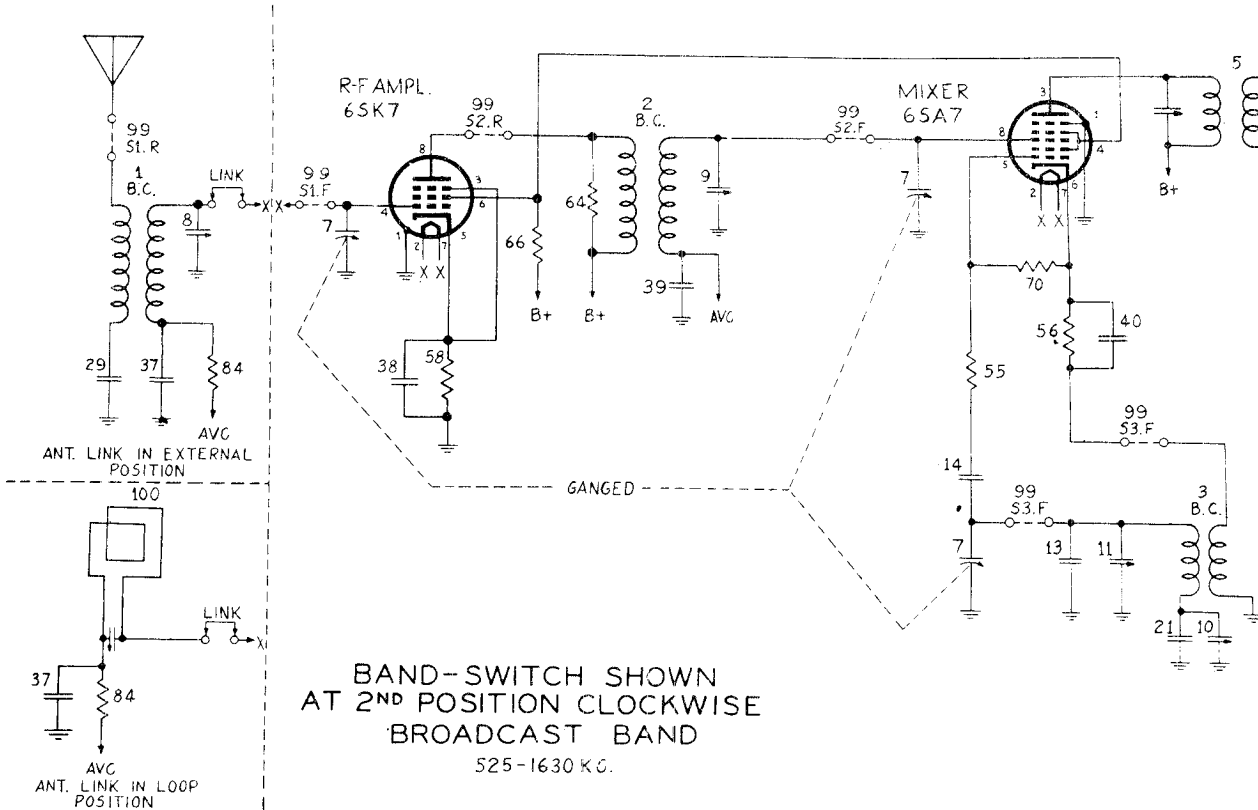 R-F AMPL.
6SK7
MIXER
6SA7
5
3
1
8
4
5
2
6
X X
B+
99
S1.R
1
B.C.
LINK
8
X X
99
S1.F
7
4
1
2
7
X X
5
8
3
6
99
S2.R
66
B+
64
B+
2
B.C.
9
39
AVC
99
S2.F
7
70
56
40
55
29
37
84
AVC
ANT. LINK IN EXTERNAL
POSITION
38
58
GANGED
14
99
S3.F
99
S3.F
3
B.C.
7
13
11
21
10
100
LINK
X
37
84
AVC
ANT. LINK IN LOOP
POSITION
BAND-SWITCH SHOWN
AT 2ND POSITION CLOCKWISE
BROADCAST BAND
525-1630 KC.